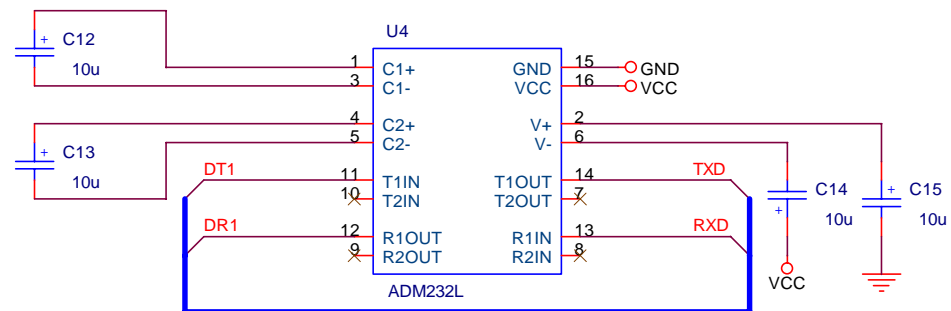 U4
C12
+
10u
1
C1+
3
C1-
GND
15
GND
VCC
16
VCC
4
C2+
5
C2-
V+
2
V-
6
+
C13
10u
DT1
11
T1IN
10
T2IN
T1OUT
14
TXD
T2OUT
7
C14
+
10u
C15
+
10u
DR1
12
R1OUT
9
R2OUT
R1IN
13
RXD
R2IN
8
VCC
ADM232L